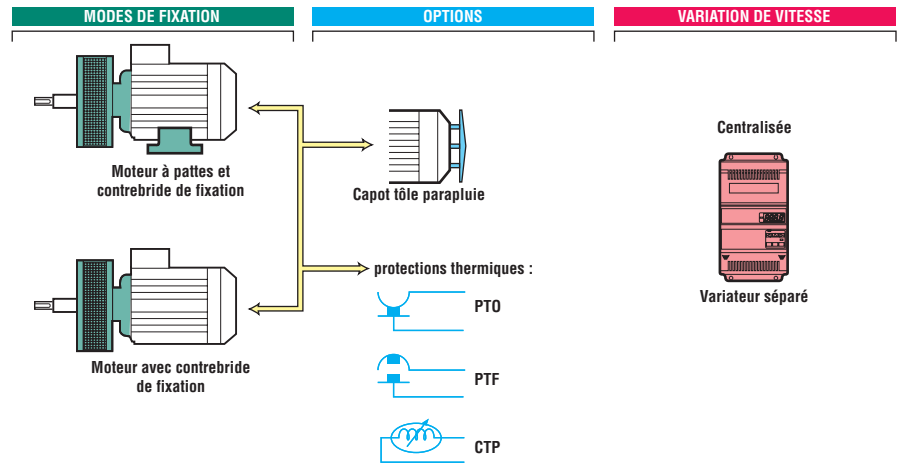 MODES DE FIXATION
OPTIONS
VARIATION DE VITESSE
Moteur à pattes et
contrebride de fixation
Capot tôle parapluie
Centralisée
Variateur séparé
Moteur avec contrebride
de fixation
protections thermiques :
PTO
PTF
CTP